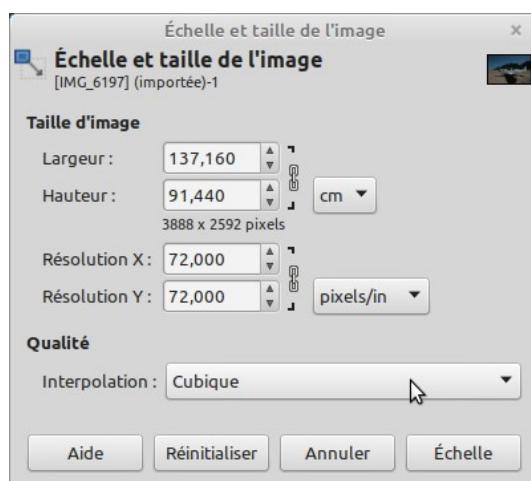 Échelle et taille de l'image
Échelle et taille de l'image
[IMG_6197] (importée)-1
Taille d'image
Largeur : 137,160
Hauteur : 91,440 cm
3888 x 2592 pixels
Résolution X : 72,000
Résolution Y : 72,000 pixels/in
Qualité
Interpolation : Cubique
Aide Réinitialiser Annuler Échelle